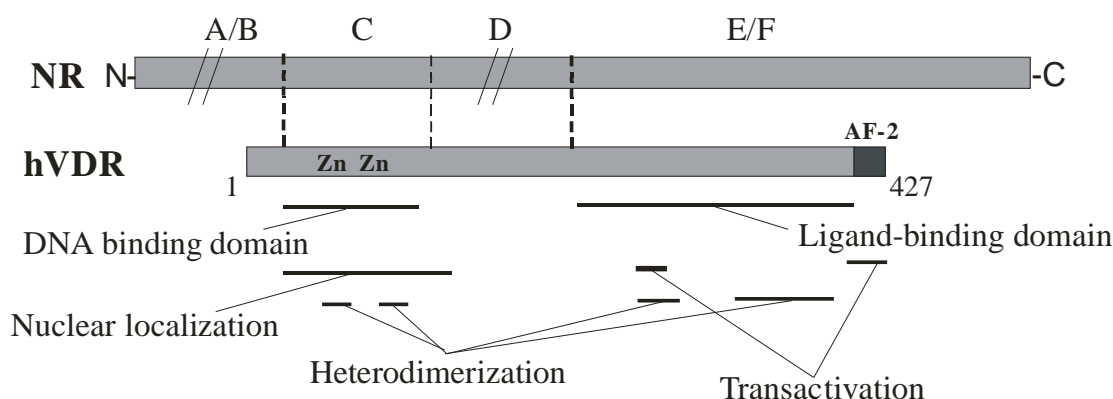 A/B C D E/F
NR N- -C
AF-2
hVDR Zn Zn
1 427
DNA binding domain Ligand-binding domain
Nuclear localization
Heterodimerization Transactivation